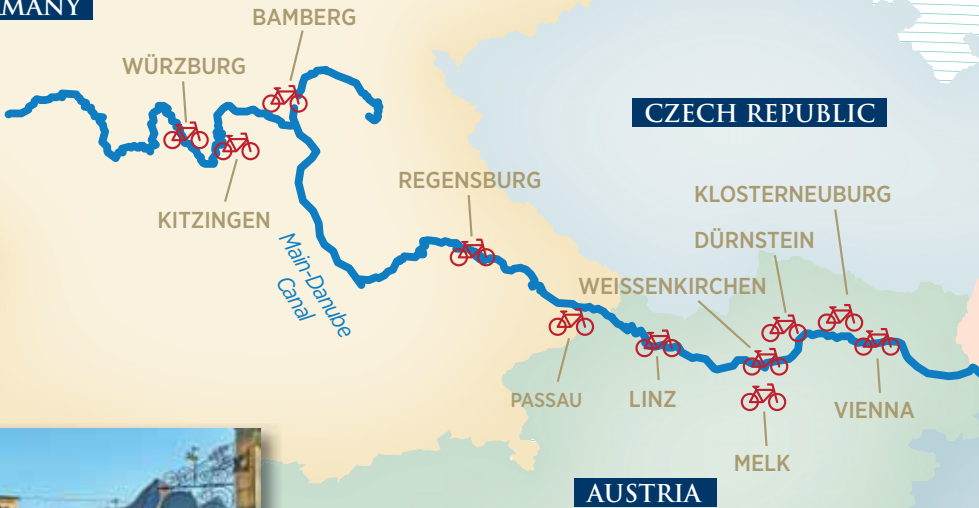 MANY
BAMBERG
WÜRZBURG
CZECH REPUBLIC
REGENSBURG
KLOSTERNEUBURG
KITZINGEN
DÜRNSTEIN
Main-Danube
Canal
WEISSENKIRCHEN
PASSAU
LINZ
VIENNA
MELK
AUSTRIA